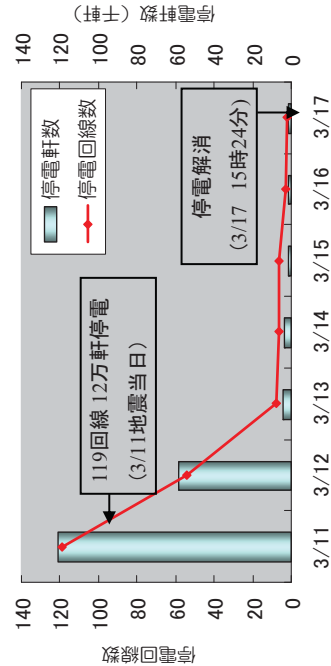 停電回線数
140
120
100
80
60
40
20
0
停電軒数
停電回線数
119回線 12万軒停電
（3/11地震当日）
停電解消
（3/17 15時24分）
140
120
100
80
60
40
20
0
停電軒数（千軒）
3/11
3/12
3/13
3/14
3/15
3/16
3/17